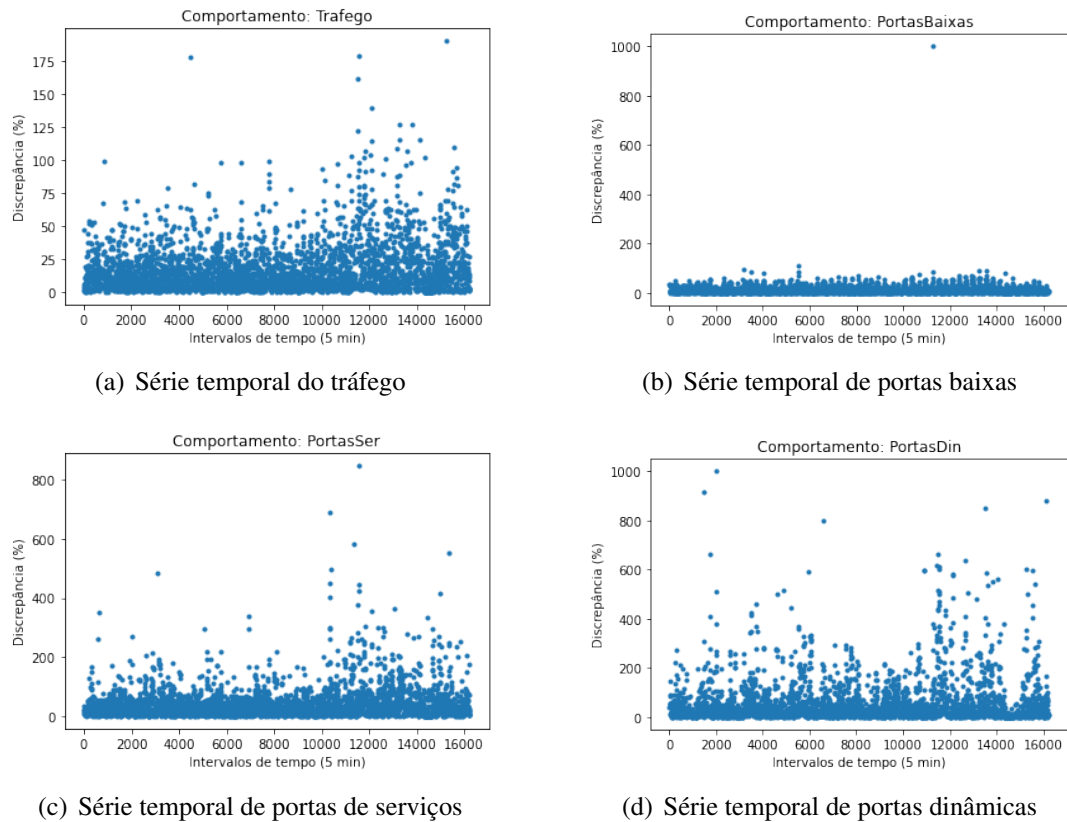 Comportamento: Trafego
Discrepância (%)
175
150
125
100
75
50
25
0
0 2000 4000 6000 8000 10000 12000 14000 16000
Intervalos de tempo (5 min)
(a) Série temporal do tráfego
Comportamento: PortasBaixas
Discrepância (%)
1000
800
600
400
200
0
0 2000 4000 6000 8000 10000 12000 14000 16000
Intervalos de tempo (5 min)
(b) Série temporal de portas baixas
Comportamento: PortasSer
Discrepância (%)
800
600
400
200
0
0 2000 4000 6000 8000 10000 12000 14000 16000
Intervalos de tempo (5 min)
(c) Série temporal de portas de serviços
Comportamento: PortasDin
Discrepância (%)
1000
800
600
400
200
0
0 2000 4000 6000 8000 10000 12000 14000 16000
Intervalos de tempo (5 min)
(d) Série temporal de portas dinâmicas